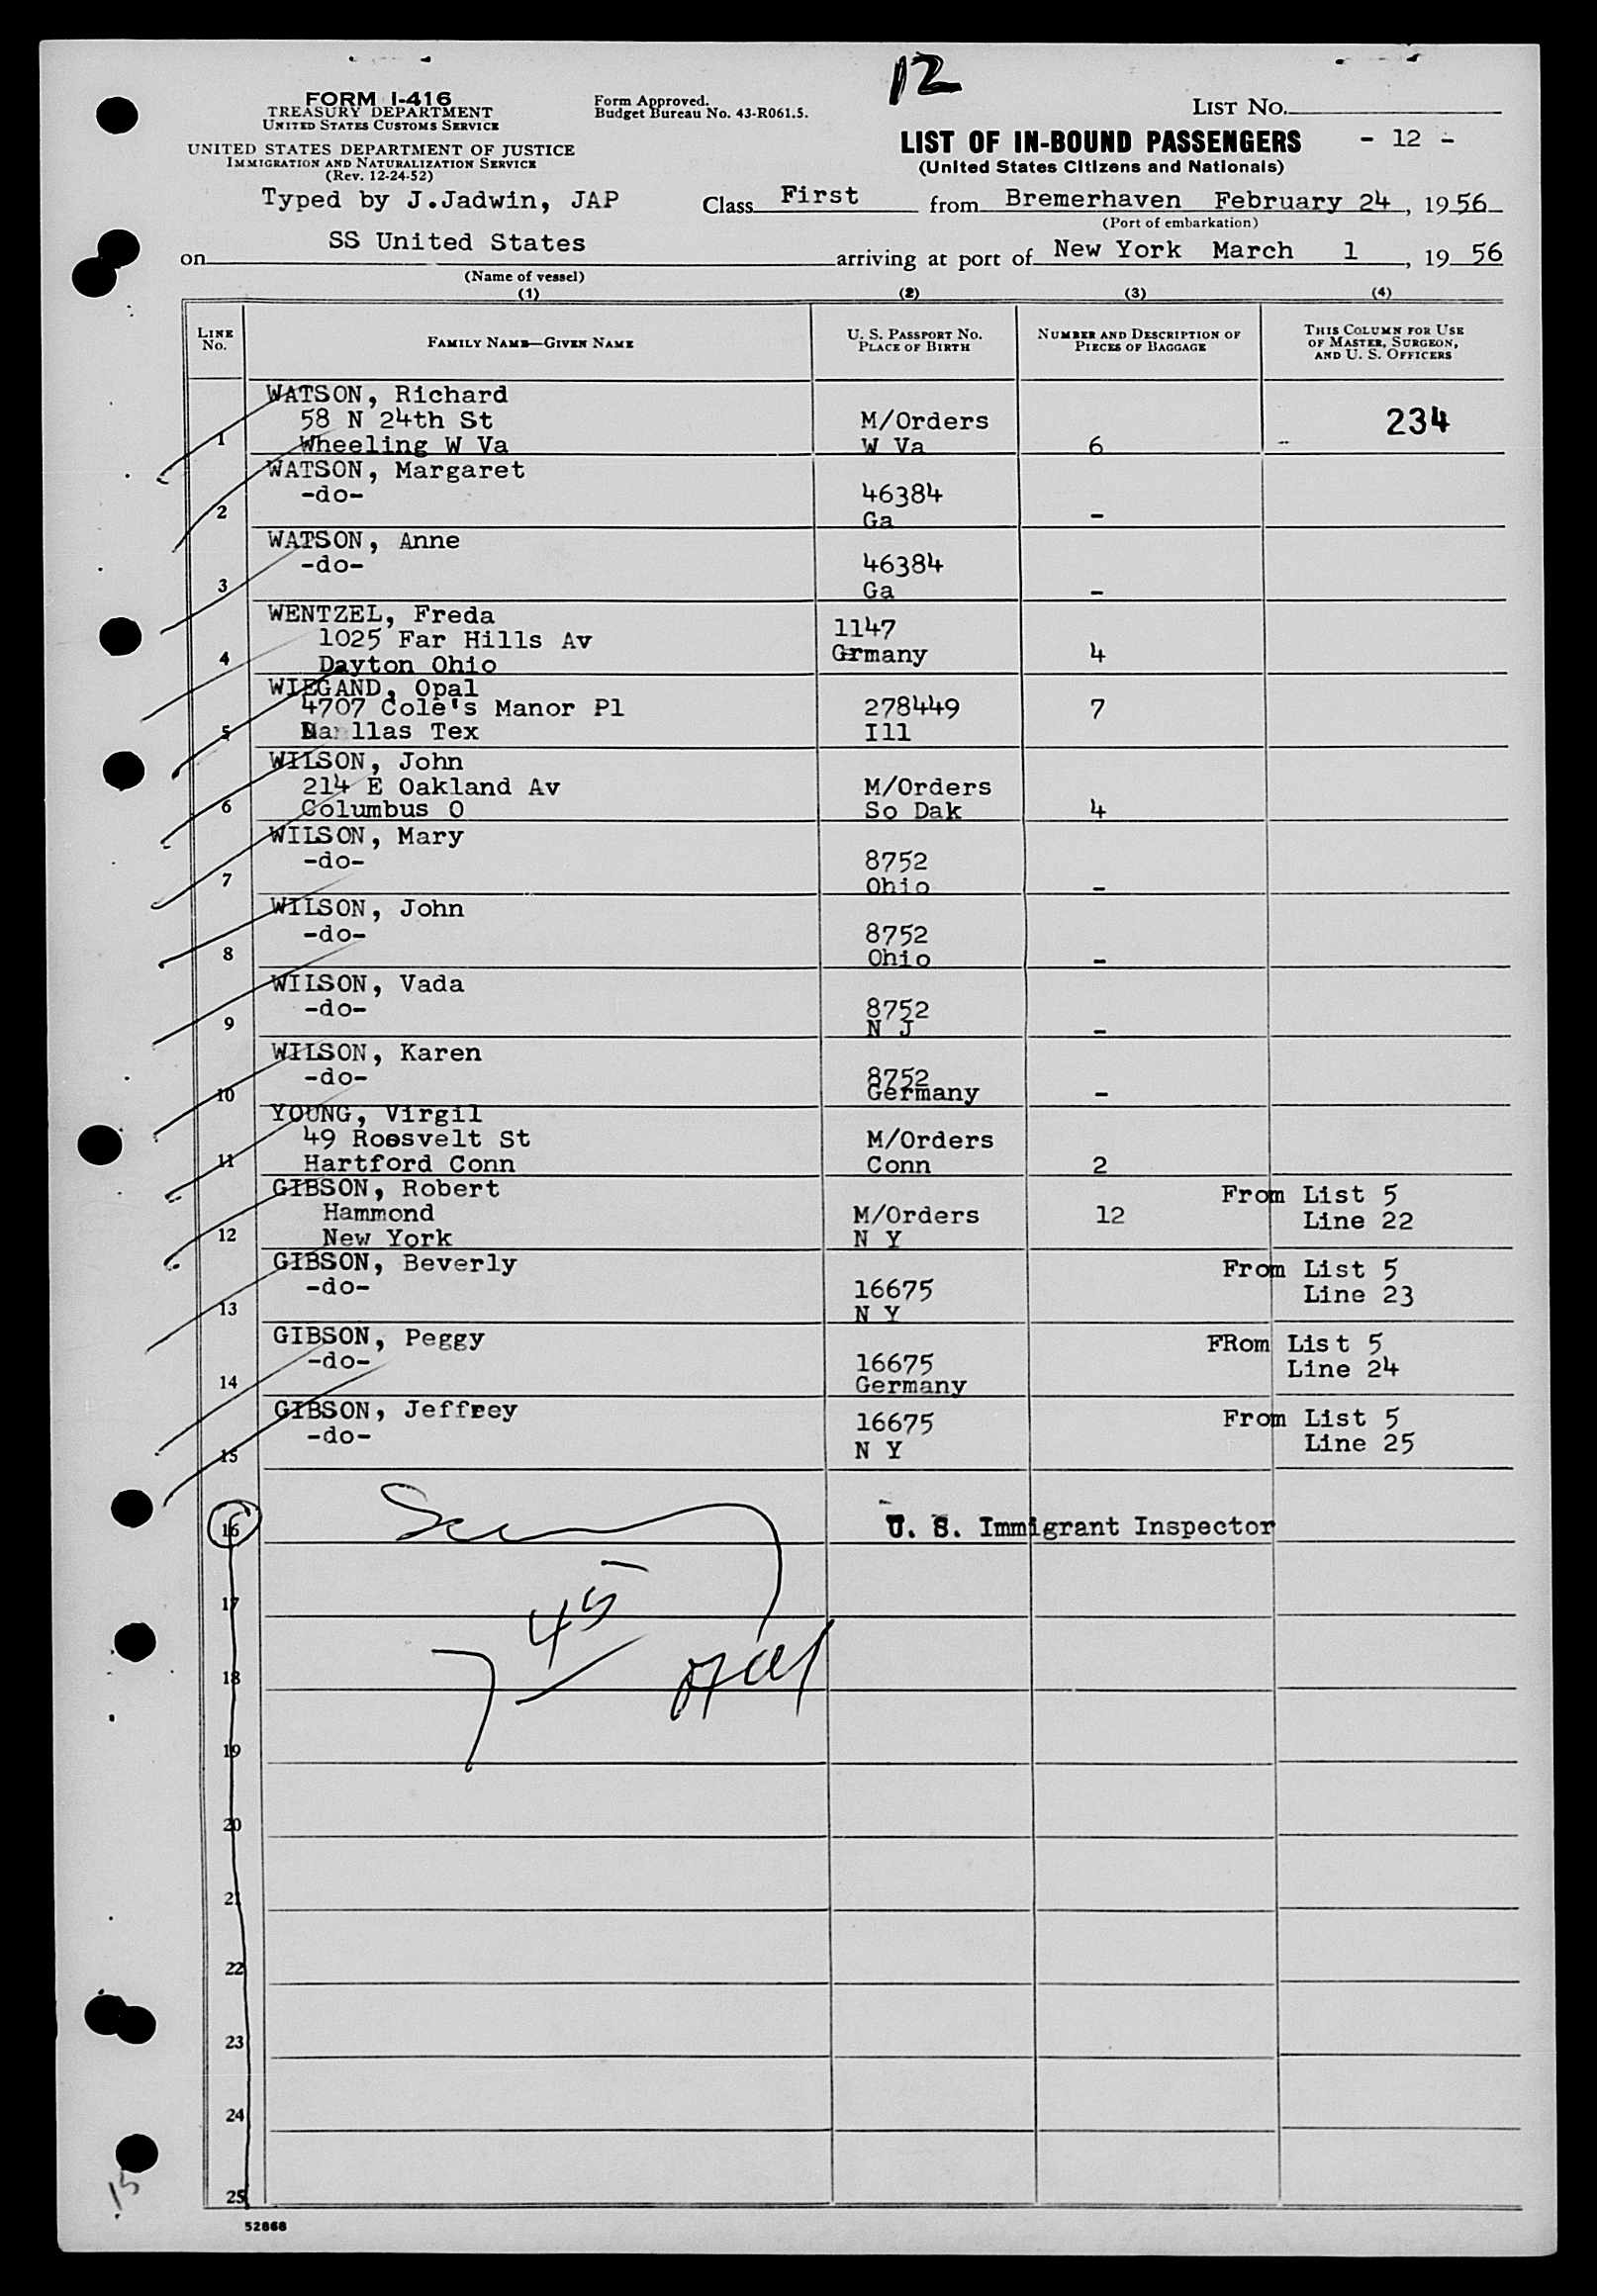 12
FORM I-416
TREASURY DEPARTMENT
UNITED STATES CUSTOMS SERVICE
UNITED STATES DEPARTMENT OF JUSTICE
IMMIGRATION AND NATURALIZATION SERVICE
(Rev. 12-24-52)
Form Approved.
Budget Bureau No. 43-R061.5.
LIST NO.
LIST OF IN-BOUND PASSENGERS - 12 -
(United States Citizens and Nationals)
Typed by J.Jadwin, JAP
Class First from Bremerhaven February 24, 1956
(Port of embarkation)
on SS United States arriving at port of New York March 1, 19 56
(Name of vessel)
(1) (2) (3) (4)
LINE No.
FAMILY NAME—GIVEN NAME
U. S. PASSPORT NO.
PLACE OF BIRTH
NUMBER AND DESCRIPTION OF
PIECES OF BAGGAGE
THIS COLUMN FOR USE
OF MASTER, SURGEON,
AND U. S. OFFICERS
WATSON, Richard
58 N 24th St M/Orders 234
1 Wheeling W Va W Va 6
WATSON, Margaret
-do- 46384
2 Ga -
WATSON, Anne
-do- 46384
3 Ga -
WENTZEL, Freda
1025 Far Hills Av 1147
4 Dayton Ohio Grmany 4
WIEGAND, Opal
4707 Cole's Manor Pl 278449 7
5 llas Tex Ill
WILSON, John
214 E Oakland Av M/Orders
6 Columbus O So Dak 4
WILSON, Mary
-do- 8752
7 Ohio -
WILSON, John
-do- 8752
8 Ohio -
WILSON, Vada
-do- 8752
9 N J -
WILSON, Karen
-do- 8752
10 Germany -
YOUNG, Virgil
49 Roosvelt St M/Orders
11 Hartford Conn Conn 2
GIBSON, Robert From List 5
Hammond M/Orders 12 Line 22
12 New York N Y
GIBSON, Beverly From List 5
-do- 16675 Line 23
13 N Y
GIBSON, Peggy FRom List 5
-do- 16675 Line 24
14 Germany
GIBSON, Jeffrey 16675 From List 5
-do- N Y Line 25
15
16 U. S. Immigrant Inspector
17
45
18
7
19
20
21
22
23
24
15
25
52868